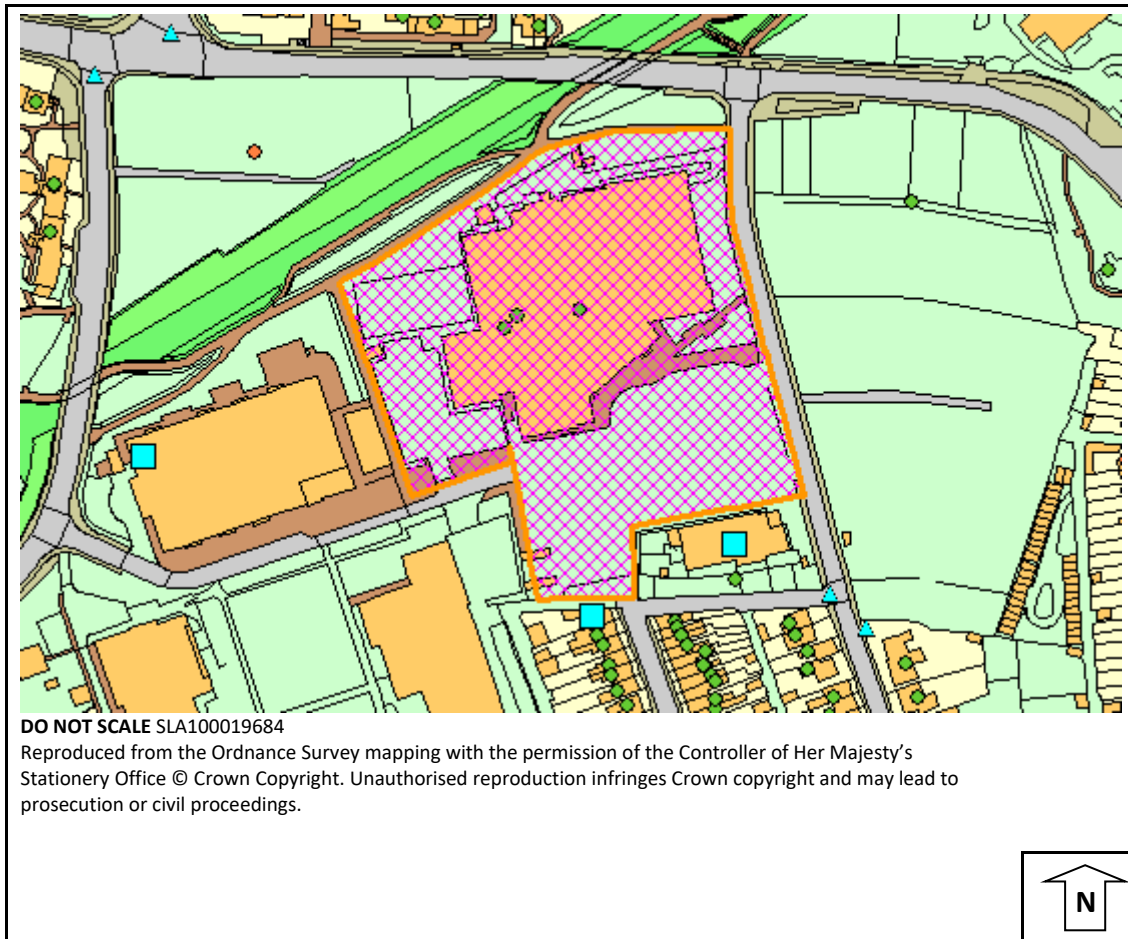 DO NOT SCALE SLA100019684
Reproduced from the Ordnance Survey mapping with the permission of the Controller of Her Majesty's
Stationery Office © Crown Copyright. Unauthorised reproduction infringes Crown copyright and may lead to
prosecution or civil proceedings.
N